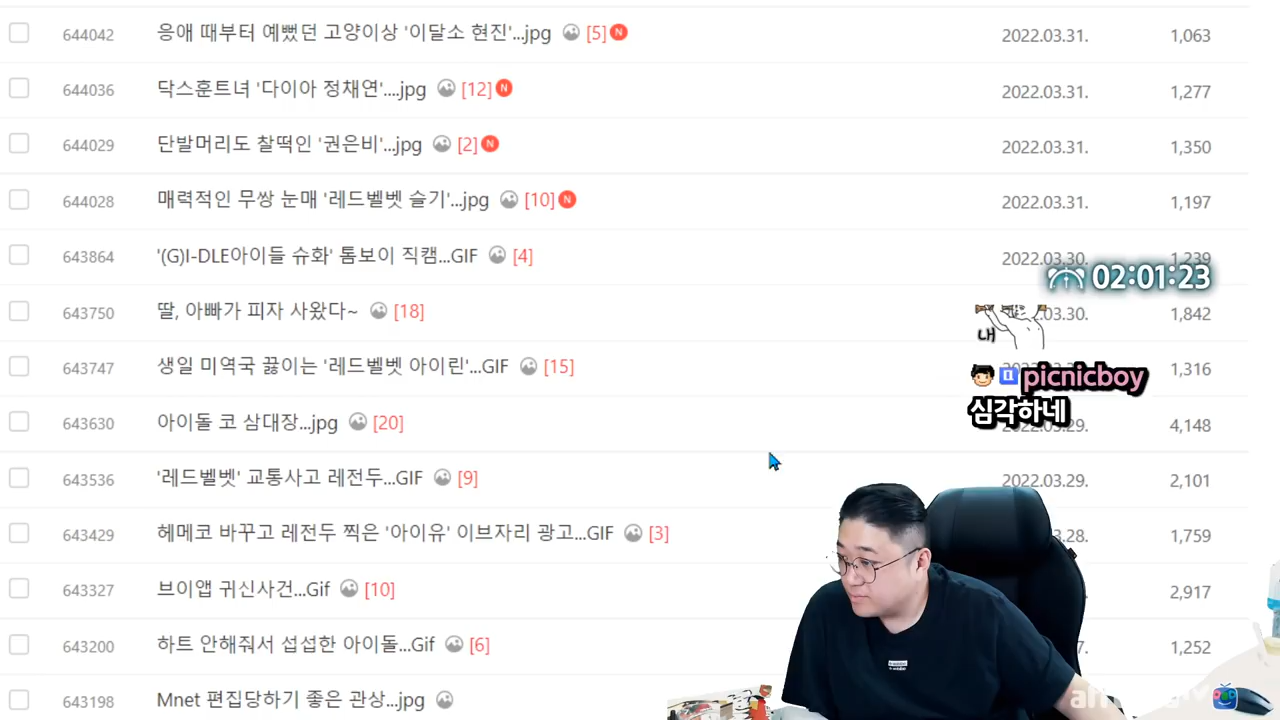 644042 응애 때부터 예뻤던 고양이상 '이달소 현진'...jpg [5] N 2022.03.31. 1,063
644036 닥스훈트녀 '다이아 정채연'....jpg [12] N 2022.03.31. 1,277
644029 단발머리도 찰떡인 '권은비'...jpg [2] N 2022.03.31. 1,350
644028 매력적인 무쌍 눈매 '레드벨벳 슬기'...jpg [10] N 2022.03.31. 1,197
643864 '(G)I-DLE아이들 슈화' 톰보이 직캠...GIF [4] 2022.03.30. 1,239
02:01:23
643750 딸, 아빠가 피자 사왔다~ [18] .03.30. 1,842
내
643747 생일 미역국 끓이는 '레드벨벳 아이린'...GIF [15] 1,316
picnicboy
심각하네
643630 아이돌 코 삼대장...jpg [20] 2022.03.29. 4,148
643536 '레드벨벳' 교통사고 레전두...GIF [9] 2022.03.29. 2,101
643429 헤메코 바꾸고 레전두 찍은 '아이유' 이브자리 광고...GIF [3] 3.28. 1,759
643327 브이앱 귀신사건...Gif [10] 2,917
643200 하트 안해줘서 섭섭한 아이돌...Gif [6] 7. 1,252
643198 Mnet 편집당하기 좋은 관상...jpg